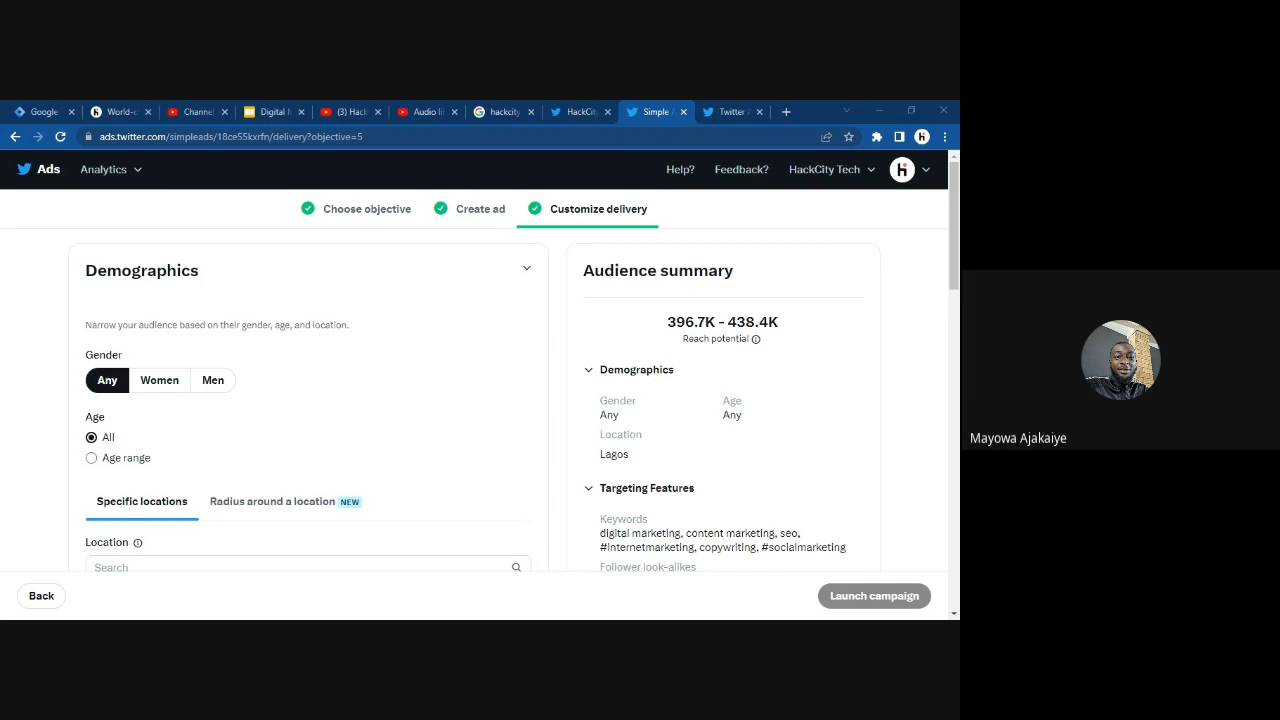 Google
World-c
Channel
Digital M
(3) Hack
Audio li
hackcity
HackCity
Simple A
Twitter A
ads.twitter.com/simpleads/18ce55kxrfn/delivery?objective=5
Ads
Analytics
Help?
Feedback?
HackCity Tech
Choose objective
Create ad
Customize delivery
Demographics
Narrow your audience based on their gender, age, and location.
Gender
Any
Women
Men
Age
All
Age range
Specific locations
Radius around a location NEW
Location
Search
Audience summary
396.7K - 438.4K
Reach potential
Demographics
Gender
Age
Any
Any
Location
Lagos
Targeting Features
Keywords
digital marketing, content marketing, seo,
#internetmarketing, copywriting, #socialmarketing
Follower look-alikes
Back
Launch campaign
Mayowa Ajakaiye